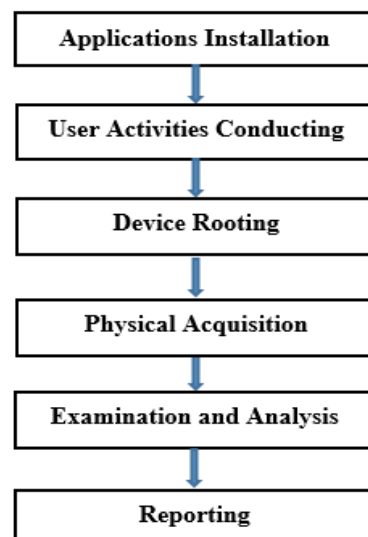 Applications Installation
User Activities Conducting
Device Rooting
Physical Acquisition
Examination and Analysis
Reporting